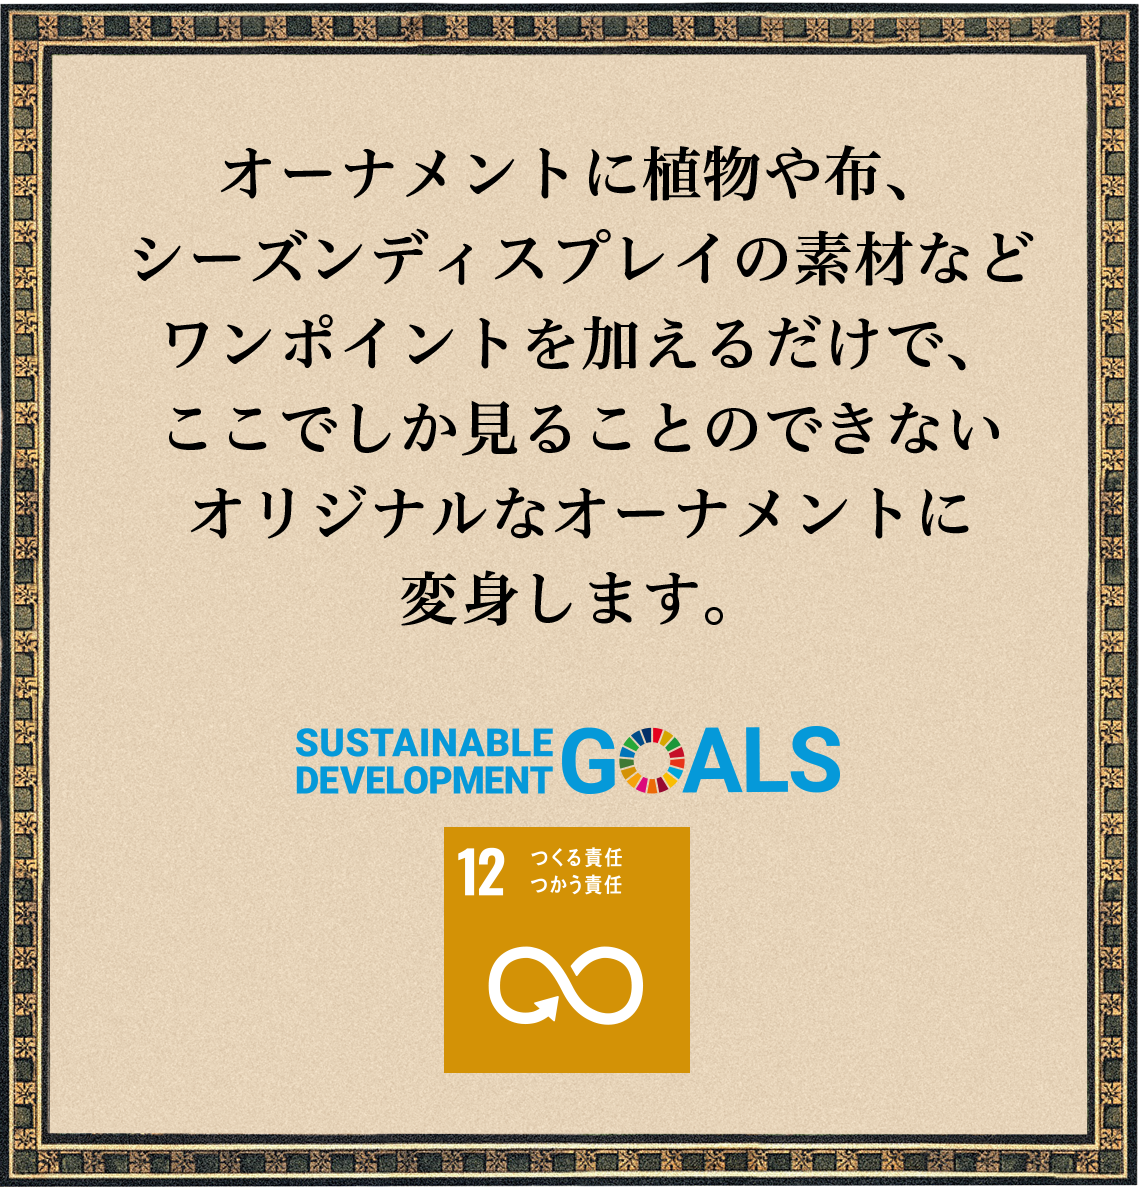 オーナメントに植物や布、
シーズンディスプレイの素材など
ワンポイントを加えるだけで、
ここでしか見ることのできない
オリジナルなオーナメントに
変身します。
SUSTAINABLE
DEVELOPMENT
GOALS
12
つくる責任
つかう責任